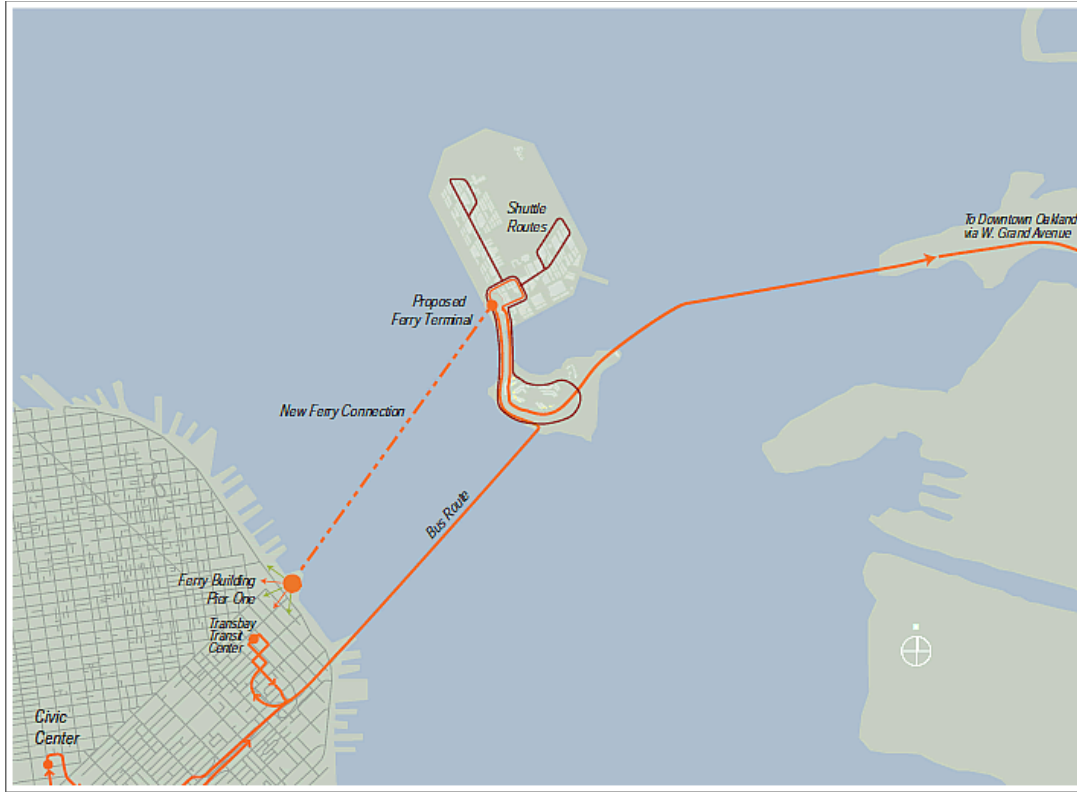 Shuttle
Routes
To Downtown Oakland
via W. Grand Avenue
Proposed
Ferry Terminal
New Ferry Connection
Bus Route
Ferry Building
Pier One
Transbay
Transit
Center
Civic
Center